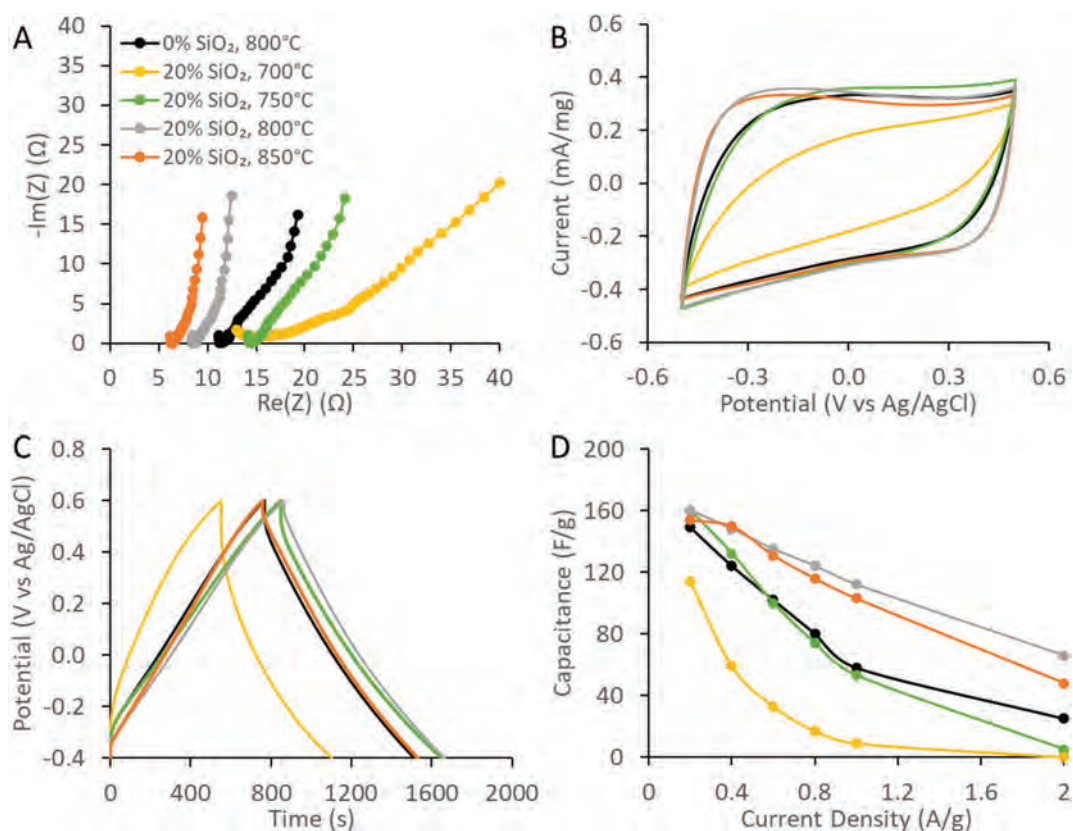 A
40
35
30
25
20
15
10
5
0
-Im(Z) (Ω)
0% SiO₂, 800°C
20% SiO₂, 700°C
20% SiO₂, 750°C
20% SiO₂, 800°C
20% SiO₂, 850°C
0 5 10 15 25 30 35 40
Re(Z) (Ω)
B
0.6
0.4
0.2
0.0
-0.2
-0.4
-0.6
Current (mA/mg)
-0.6 -0.3 0.0 0.3 0.6
Potential (V vs Ag/AgCl)
C
0.8
0.6
0.4
0.2
0.0
-0.2
-0.4
Potential (V vs Ag/AgCl)
0 400 800 1200 1600 2000
Time (s)
D
200
160
120
80
40
0
Capacitance (F/g)
0 0.4 0.8 1.2 1.6 2
Current Density (A/g)